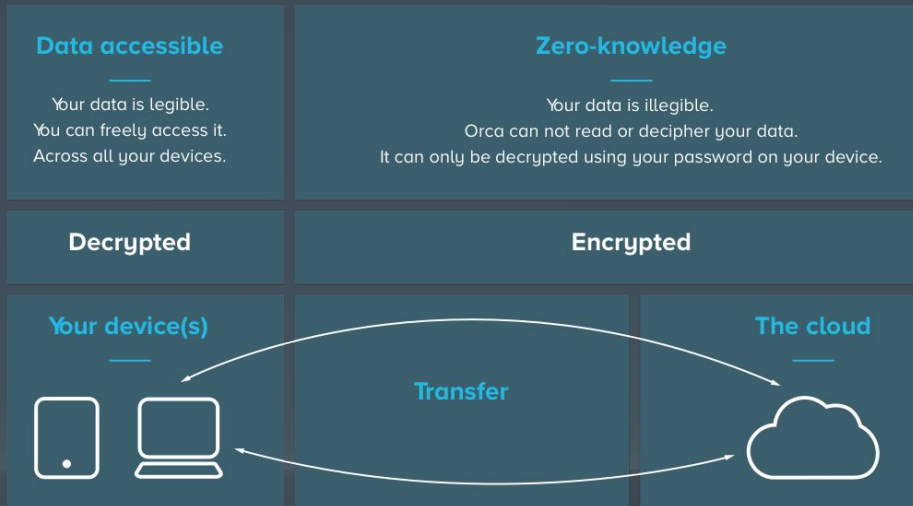 Data accessible
Your data is legible.
You can freely access it.
Across all your devices.
Zero-knowledge
Your data is illegible.
Orca can not read or decipher your data.
It can only be decrypted using your password on your device.
Decrypted
Encrypted
Your device(s)
Transfer
The cloud